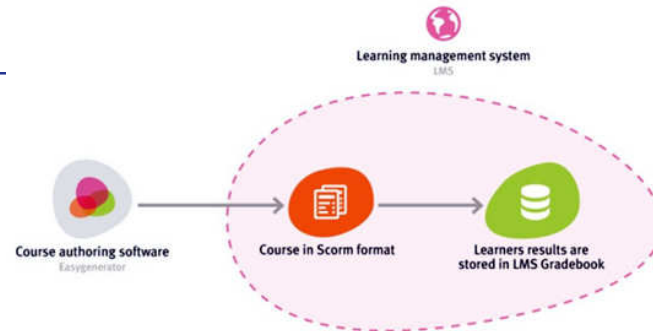 Learning management system
LMS
Course authoring software
Easygenerator
Course in Scorm format
Learners results are
stored in LMS Gradebook